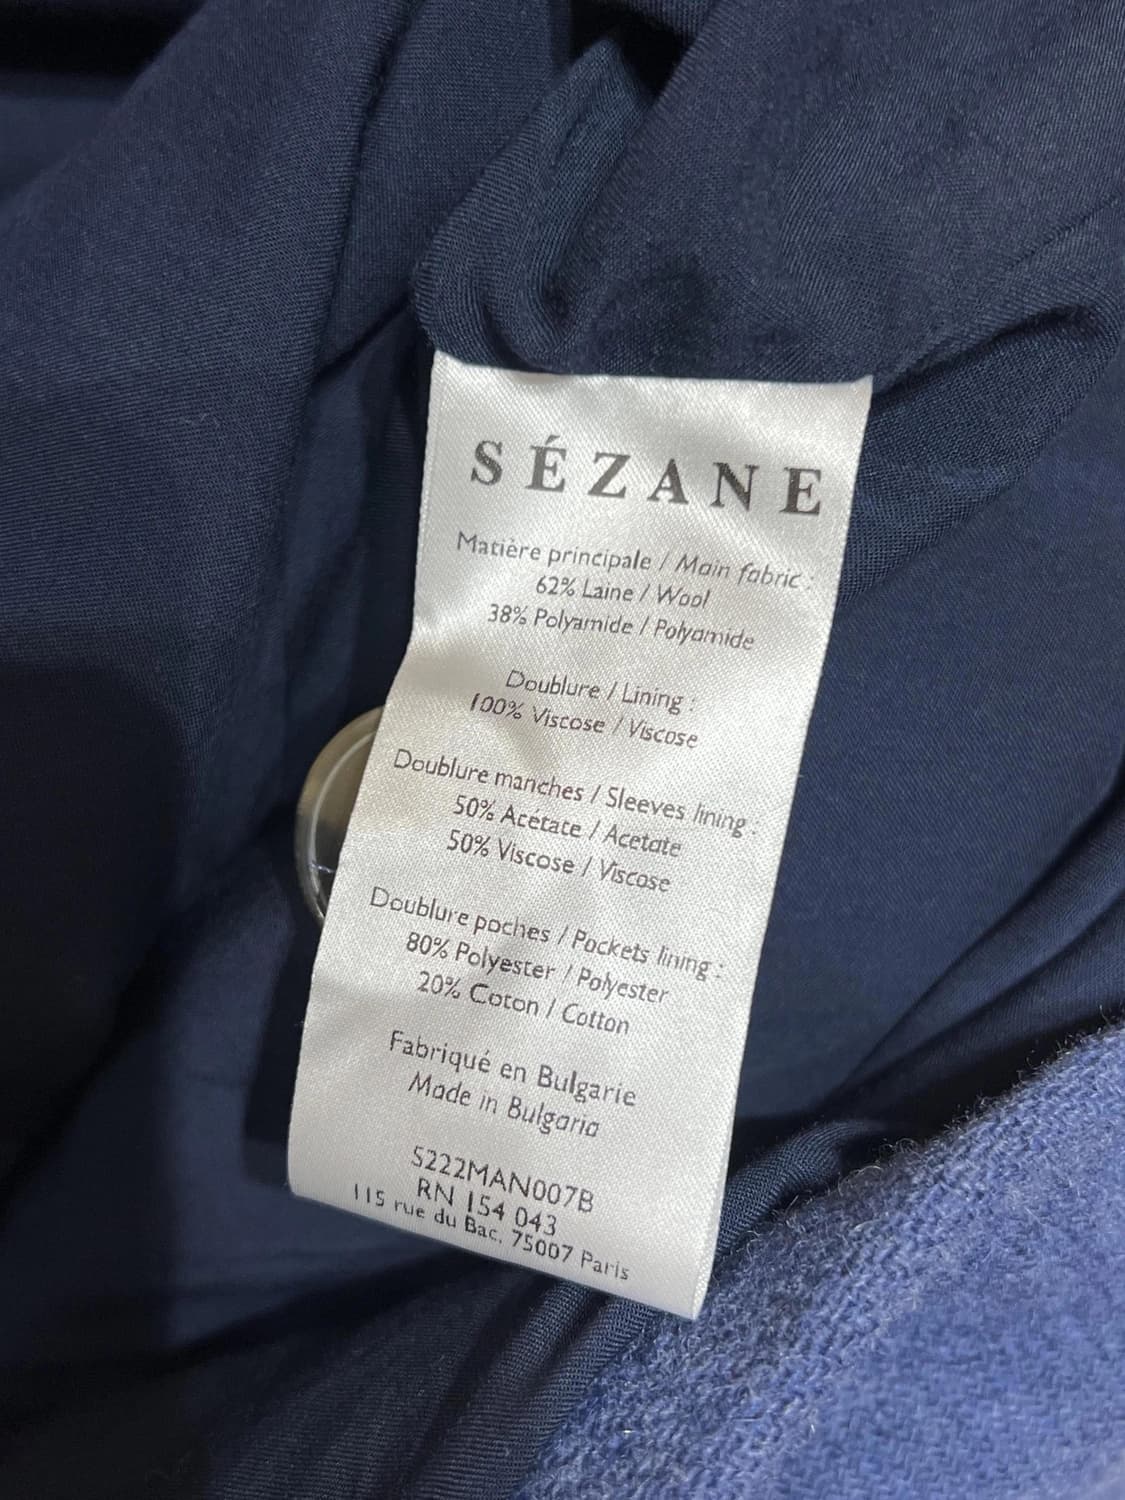 SÉZANE
Matière principale / Main fabric :
62% Laine / Wool
38% Polyamide / Polyamide
Doublure / Lining :
100% Viscose / Viscose
Doublure manches / Sleeves lining :
50% Acétate / Acetate
50% Viscose / Viscose
Doublure poches / Pockets lining :
80% Polyester / Polyester
20% Coton / Cotton
Fabriqué en Bulgarie
Made in Bulgaria
S222MAN007B
RN 154 043
115 rue du Bac, 75007 Paris